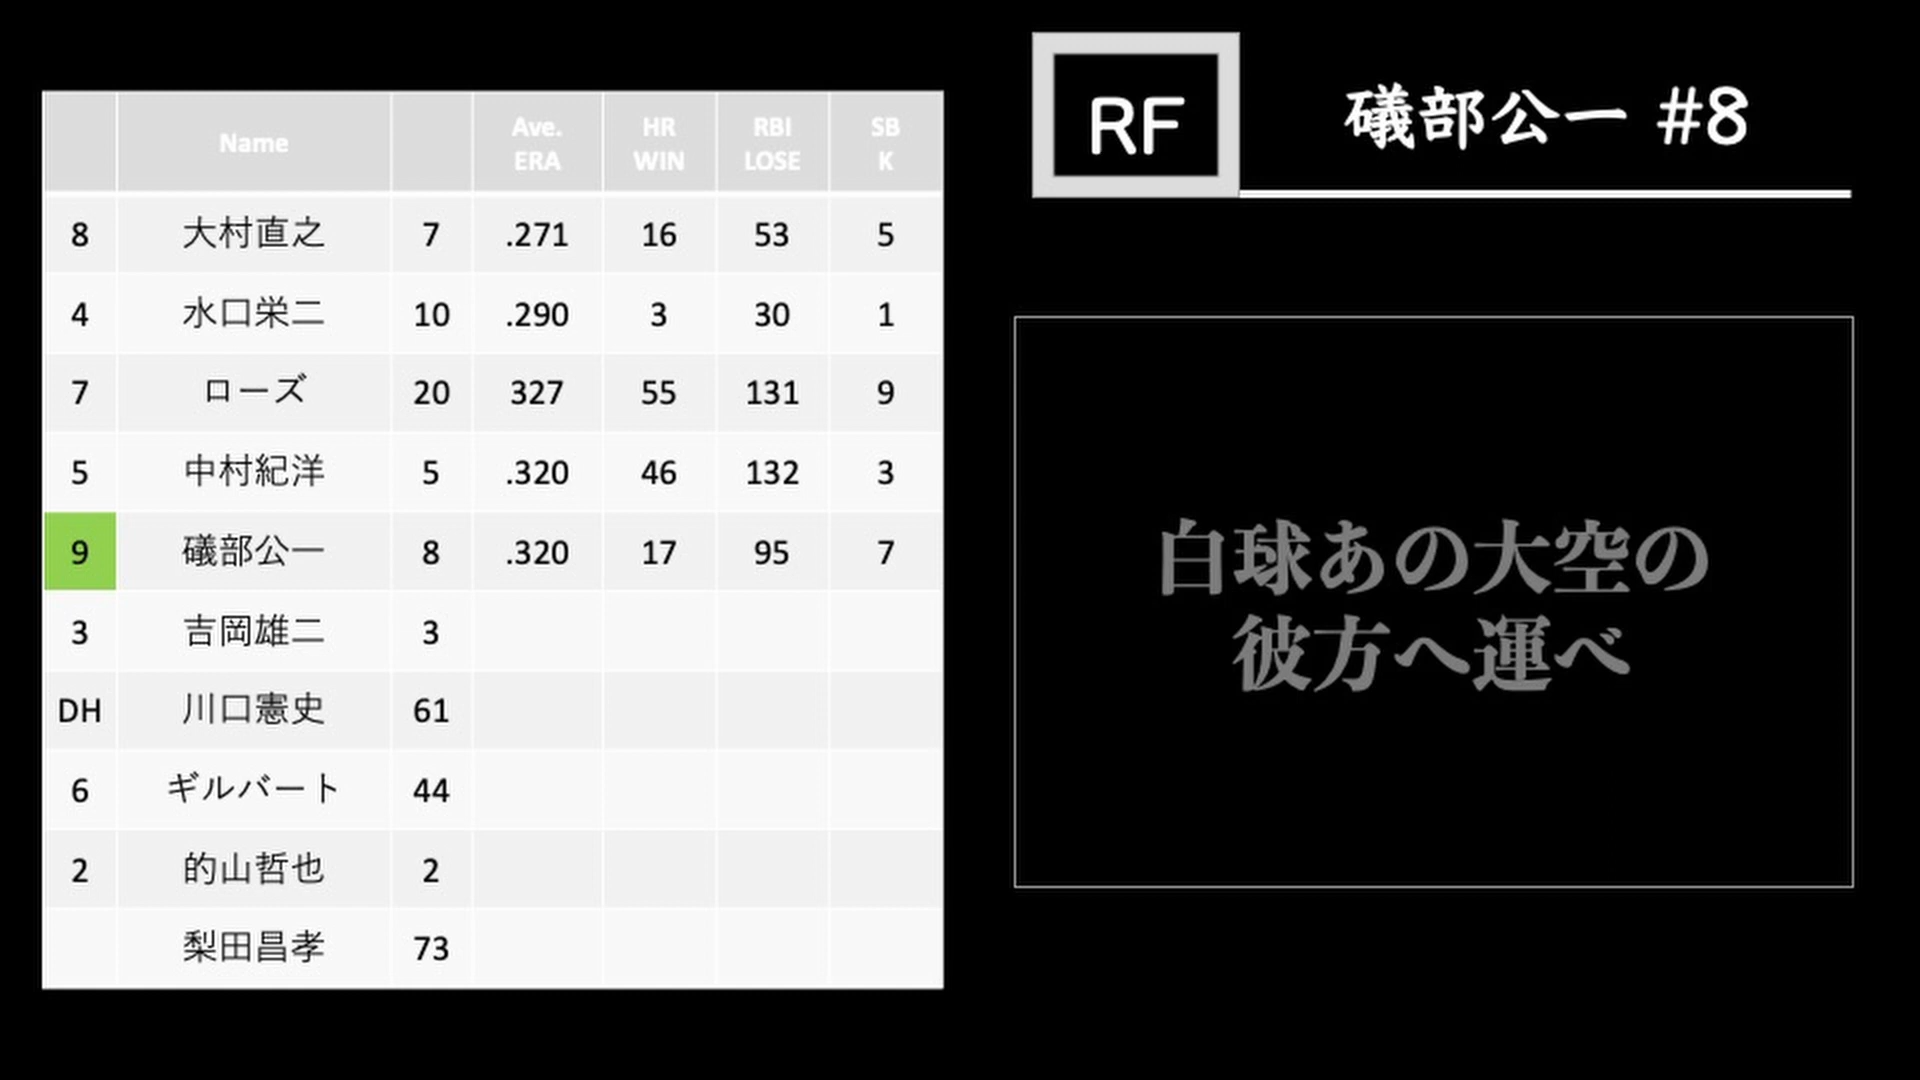 Name Ave. ERA HR WIN RBI LOSE SB K
8 大村直之 7 .271 16 53 5
4 水口栄二 10 .290 3 30 1
7 ローズ 20 327 55 131 9
5 中村紀洋 5 .320 46 132 3
9 礒部公一 8 .320 17 95 7
3 吉岡雄二 3
DH 川口憲史 61
6 ギルバート 44
2 的山哲也 2
梨田昌孝 73
RF 礒部公一 #8
白球あの大空の
彼方へ運べ